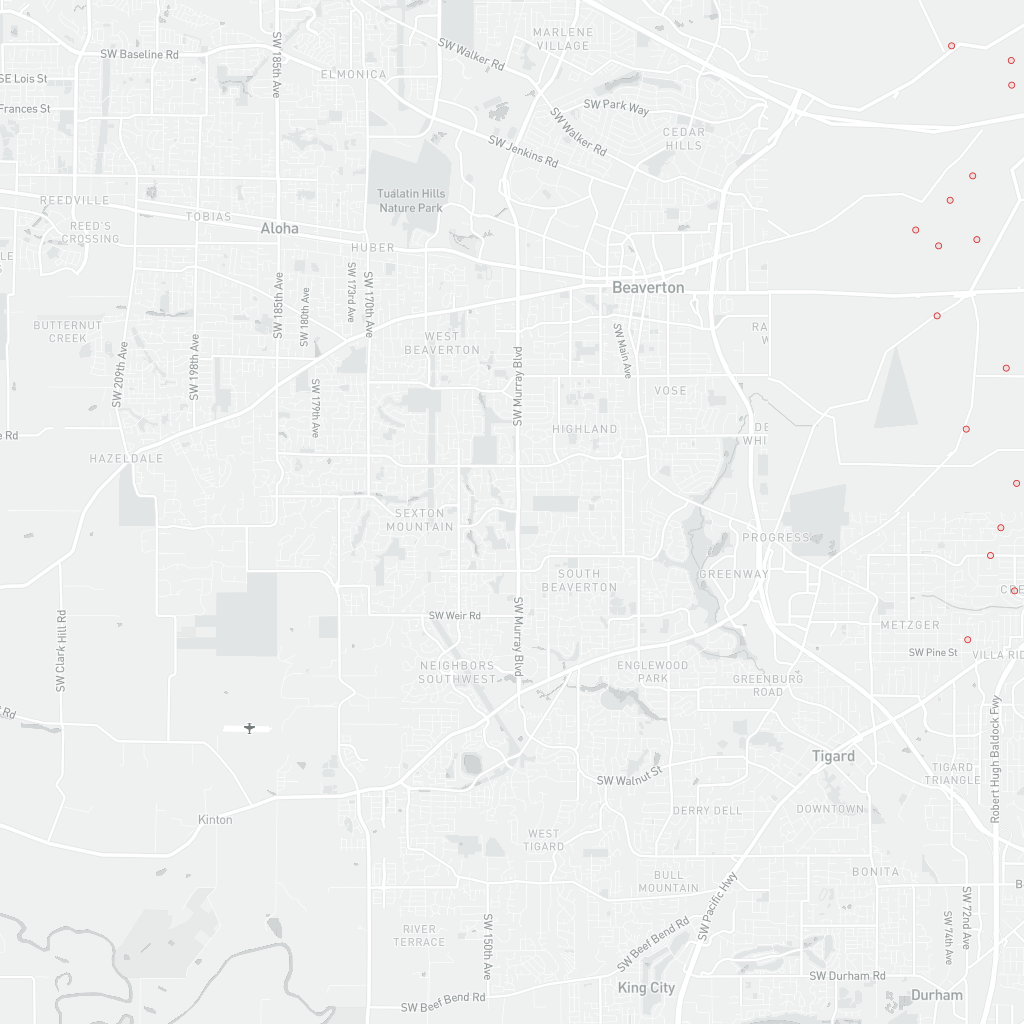 MARLENE
VILLAGE
SW Walker Rd
SW Baseline Rd
SW 185th Ave
ELMONICA
SE Lois St
Frances St
SW Park Way
SW Walker Rd
CEDAR
HILLS
SW Jenkins Rd
Tualatin Hills
Nature Park
REEDVILLE
TOBIAS
Aloha
REED'S
CROSSING
HUBER
SW 185th Ave
SW 180th Ave
SW 173rd Ave
SW 170th Ave
Beaverton
BUTTERNUT
CREEK
WEST
BEAVERTON
SW Main Ave
SW 209th Ave
SW 198th Ave
SW 179th Ave
SW Murray Blvd
VOSE
HIGHLAND
HAZELDALE
SEXTON
MOUNTAIN
PROGRESS
SOUTH
BEAVERTON
GREENWAY
SW Clark Hill Rd
SW Weir Rd
SW Murray Blvd
METZGER
SW Pine St
NEIGHBORS
SOUTHWEST
ENGLEWOOD
PARK
GREENBURG
ROAD
Robert Hugh Baldock Fwy
Tigard
TIGARD
TRIANGLE
SW Walnut St
Kinton
DERRY DELL
DOWNTOWN
WEST
TIGARD
BULL
MOUNTAIN
BONITA
SW Pacific Hwy
SW 150th Ave
SW 74th Ave
SW 72nd Ave
RIVER
TERRACE
SW Beef Bend Rd
SW Durham Rd
King City
Durham
SW Beef Bend Rd